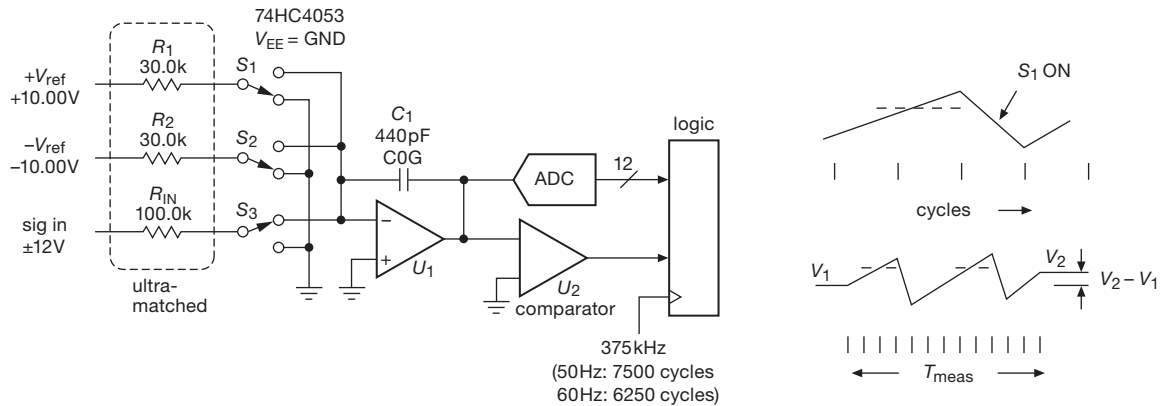 74HC4053
V_EE = GND
R_1
30.0k
+V_ref
+10.00V
S_1
R_2
30.0k
−V_ref
−10.00V
S_2
R_IN
100.0k
sig in
±12V
S_3
ultra-
matched
C_1
440pF
C0G
−
+
U_1
ADC
12
logic
U_2
comparator
375kHz
(50Hz: 7500 cycles
60Hz: 6250 cycles)
S_1 ON
cycles
V_1
V_2
V_2 – V_1
T_meas